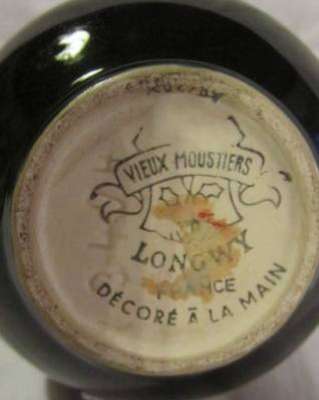 VIEUX MOUSTIERS
LONGWY
FRANCE
DÉCORÉ À LA MAIN